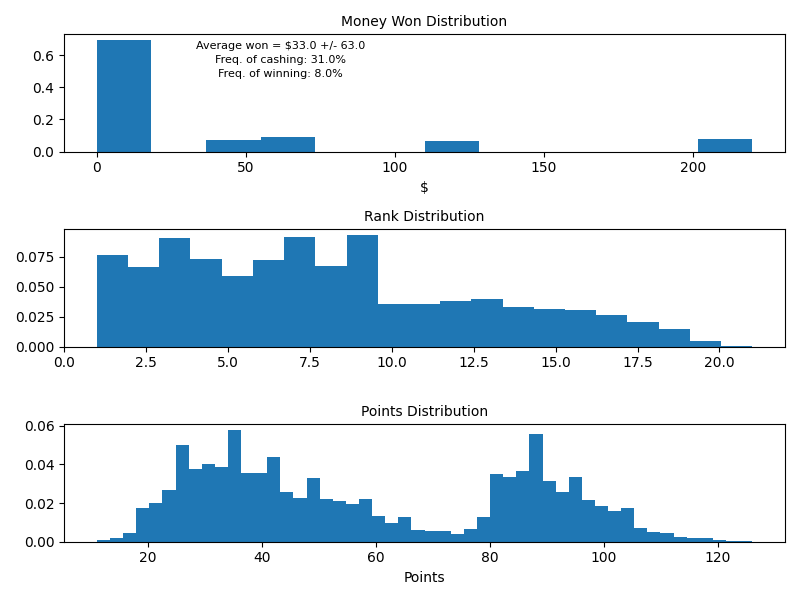 Money Won Distribution
0.6
0.4
0.2
0.0
Average won = $33.0 +/- 63.0
Freq. of cashing: 31.0%
Freq. of winning: 8.0%
0 50 100 150 200
$
Rank Distribution
0.075
0.050
0.025
0.000
0.0 2.5 5.0 7.5 10.0 12.5 15.0 17.5 20.0
Points Distribution
0.06
0.04
0.02
0.00
20 40 60 80 100 120
Points